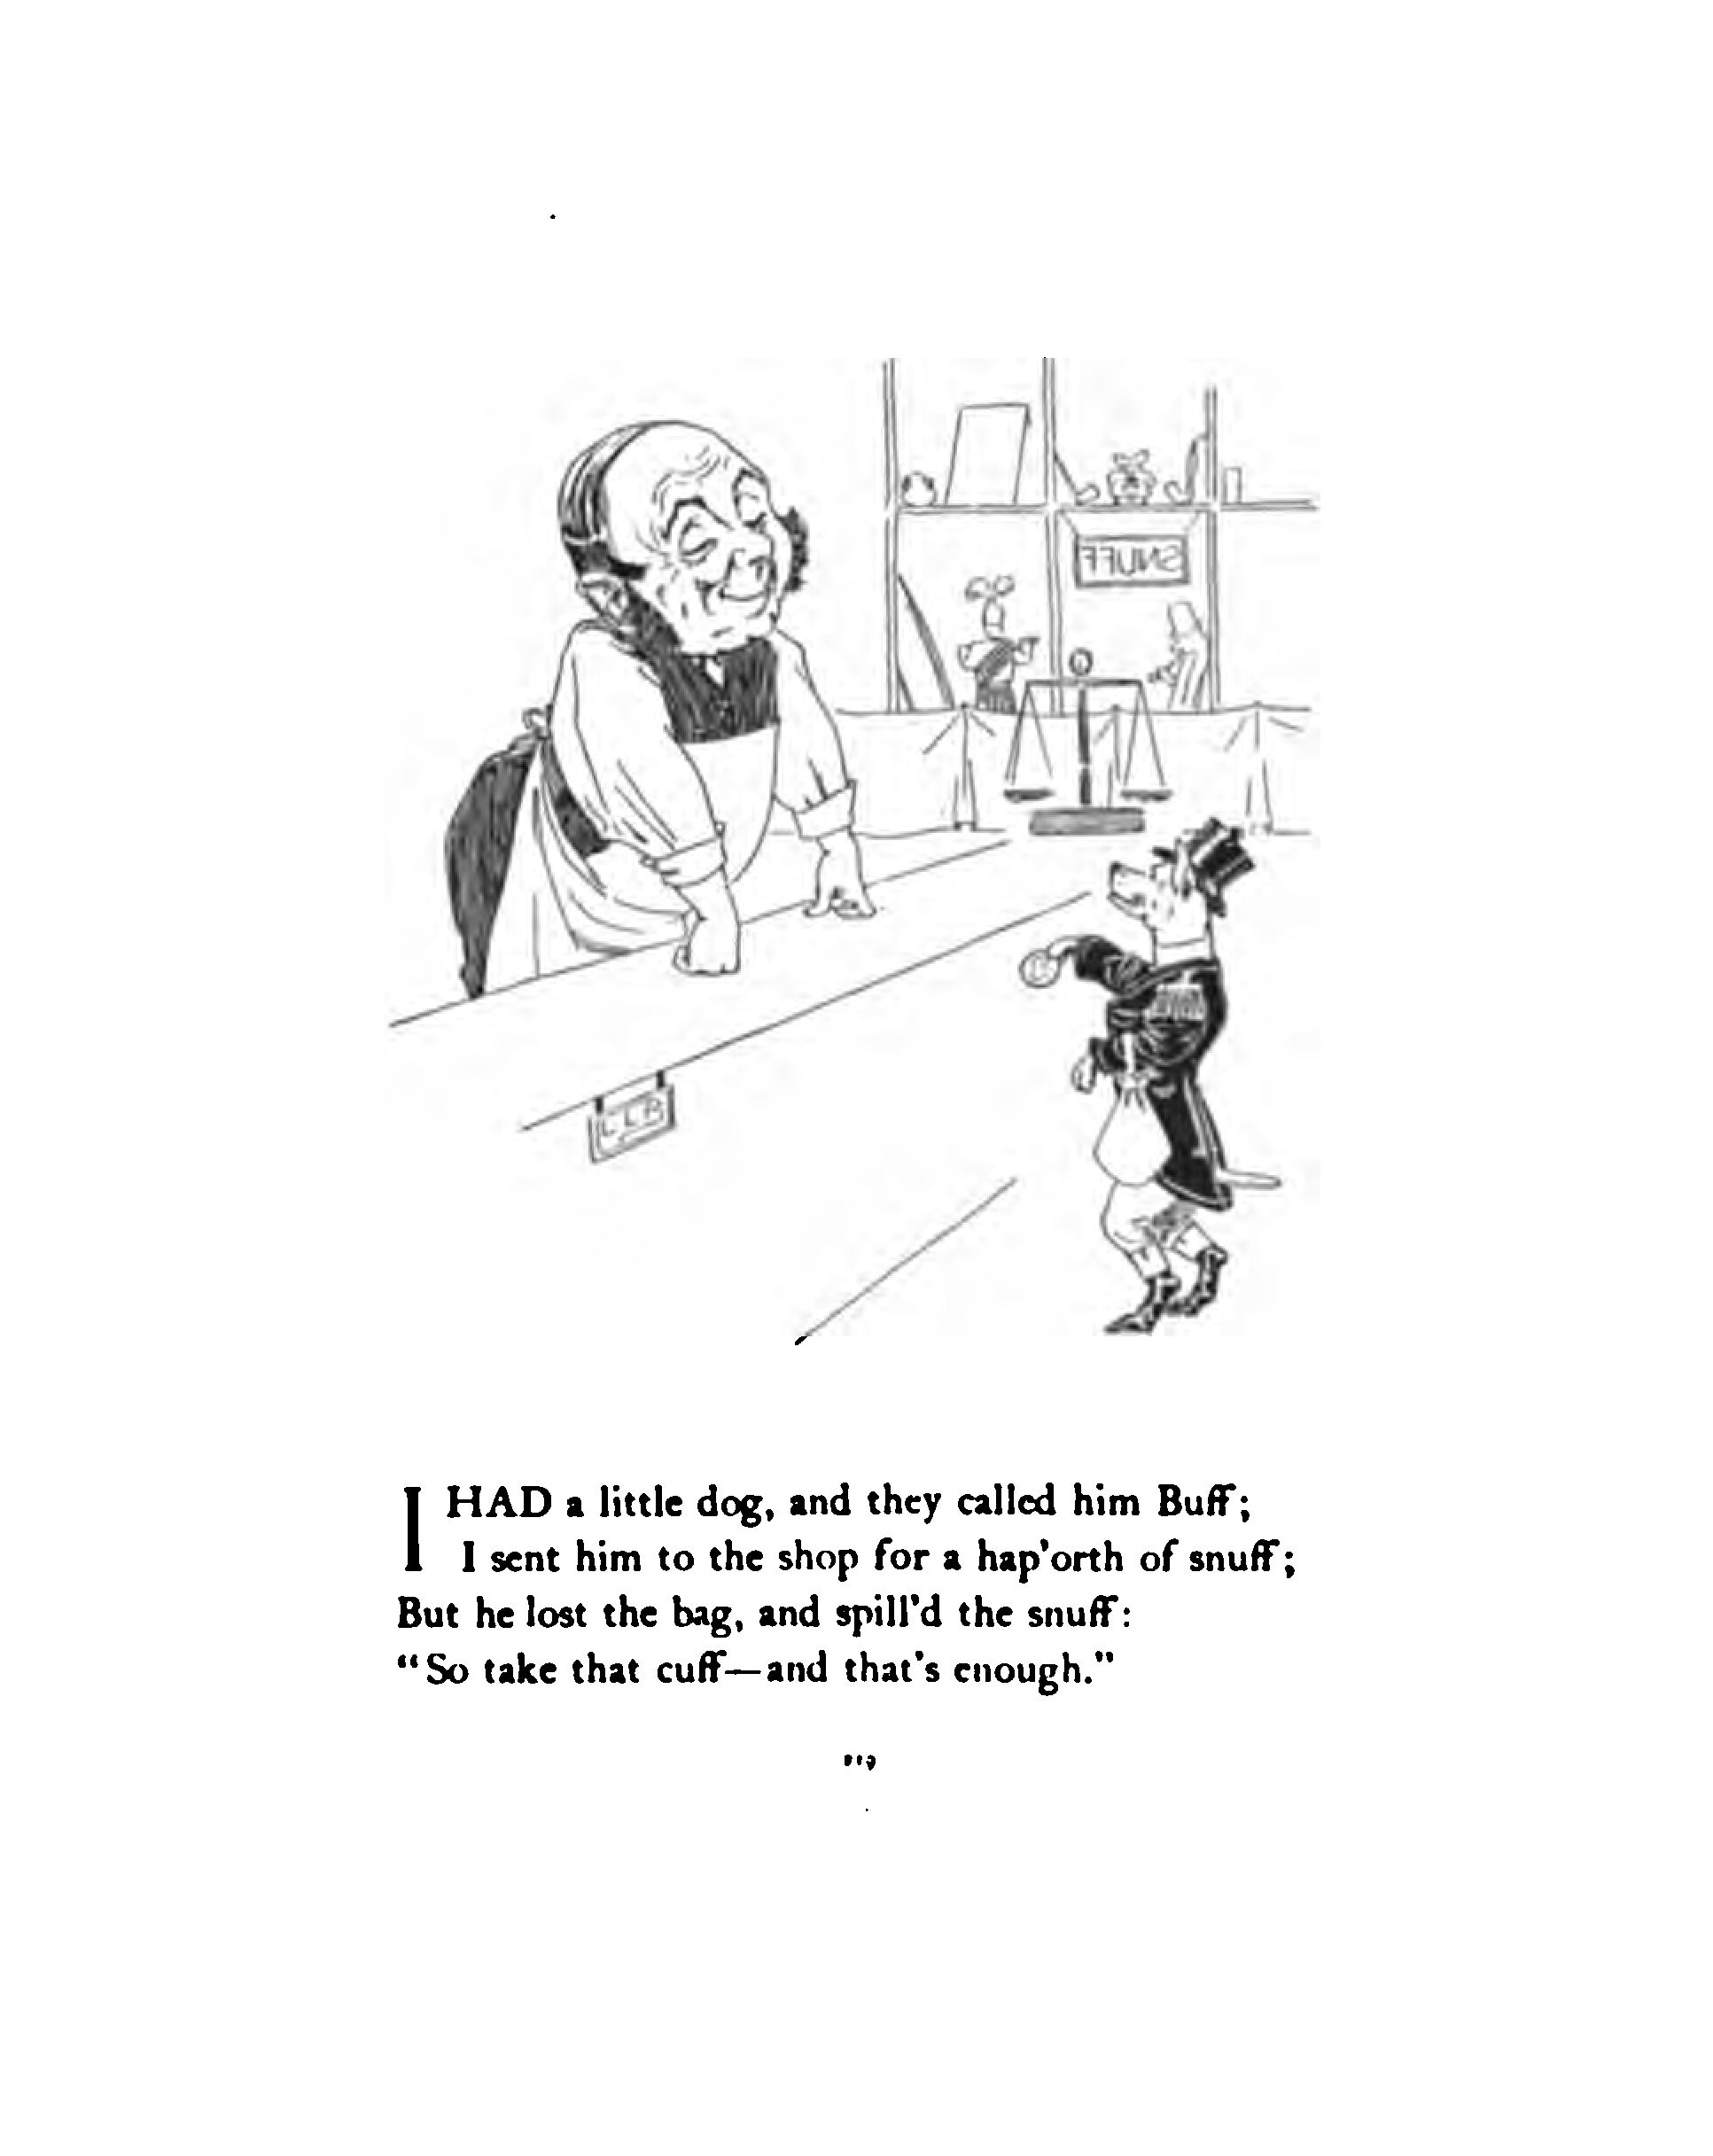 SNUFF
LLB
I HAD a little dog, and they called him Buff;
I sent him to the shop for a hap'orth of snuff;
But he lost the bag, and spill'd the snuff:
"So take that cuff—and that's enough."